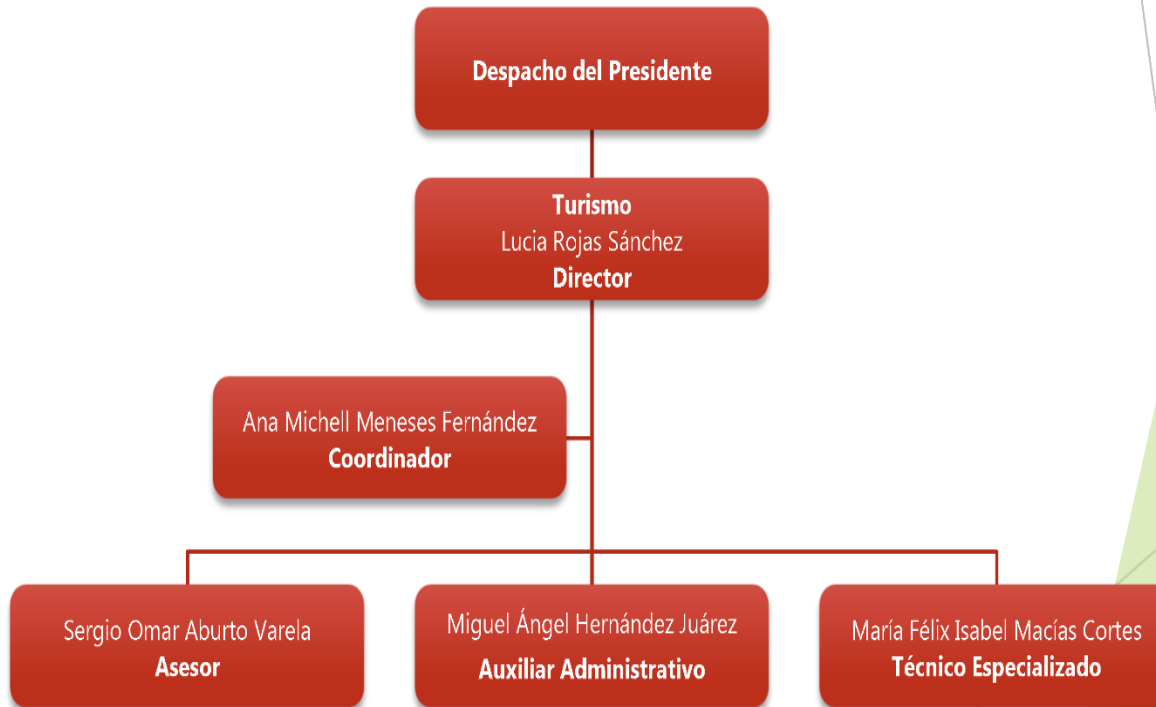 Despacho del Presidente
Turismo
Lucia Rojas Sánchez
Director
Ana Michell Meneses Fernández
Coordinador
Sergio Omar Aburto Varela
Asesor
Miguel Ángel Hernández Juárez
Auxiliar Administrativo
María Félix Isabel Macías Cortes
Técnico Especializado